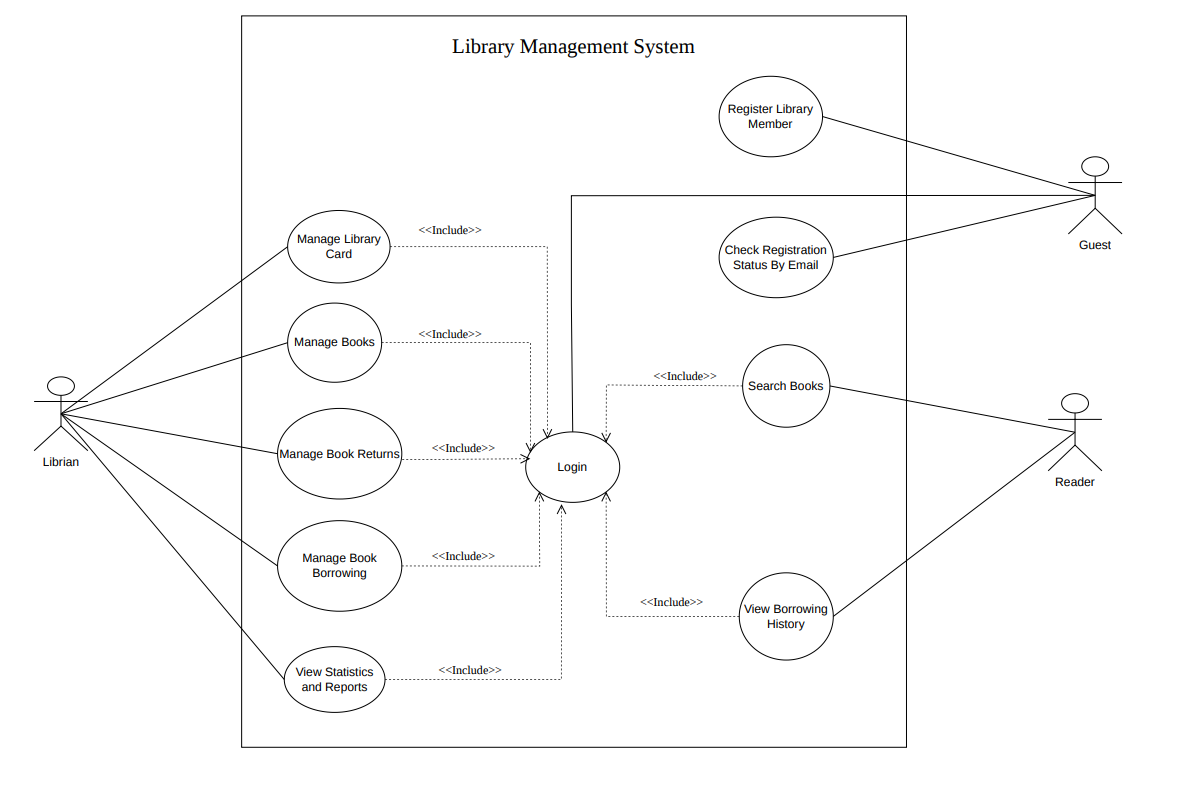 Library Management System
Register Library
Member
Manage Library
Card
<<Include>>
Check Registration
Status By Email
Guest
Manage Books
<<Include>>
Search Books
<<Include>>
Librian
Manage Book Returns
<<Include>>
Login
Reader
Manage Book
Borrowing
<<Include>>
View Borrowing
History
<<Include>>
View Statistics
and Reports
<<Include>>